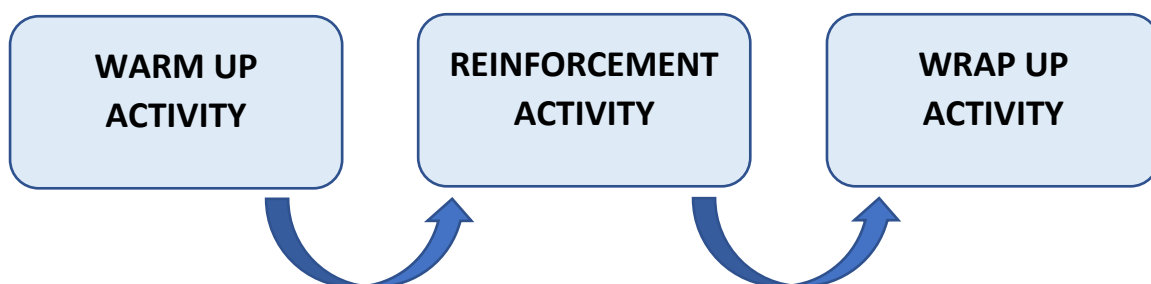 WARM UP
ACTIVITY
REINFORCEMENT
ACTIVITY
WRAP UP
ACTIVITY